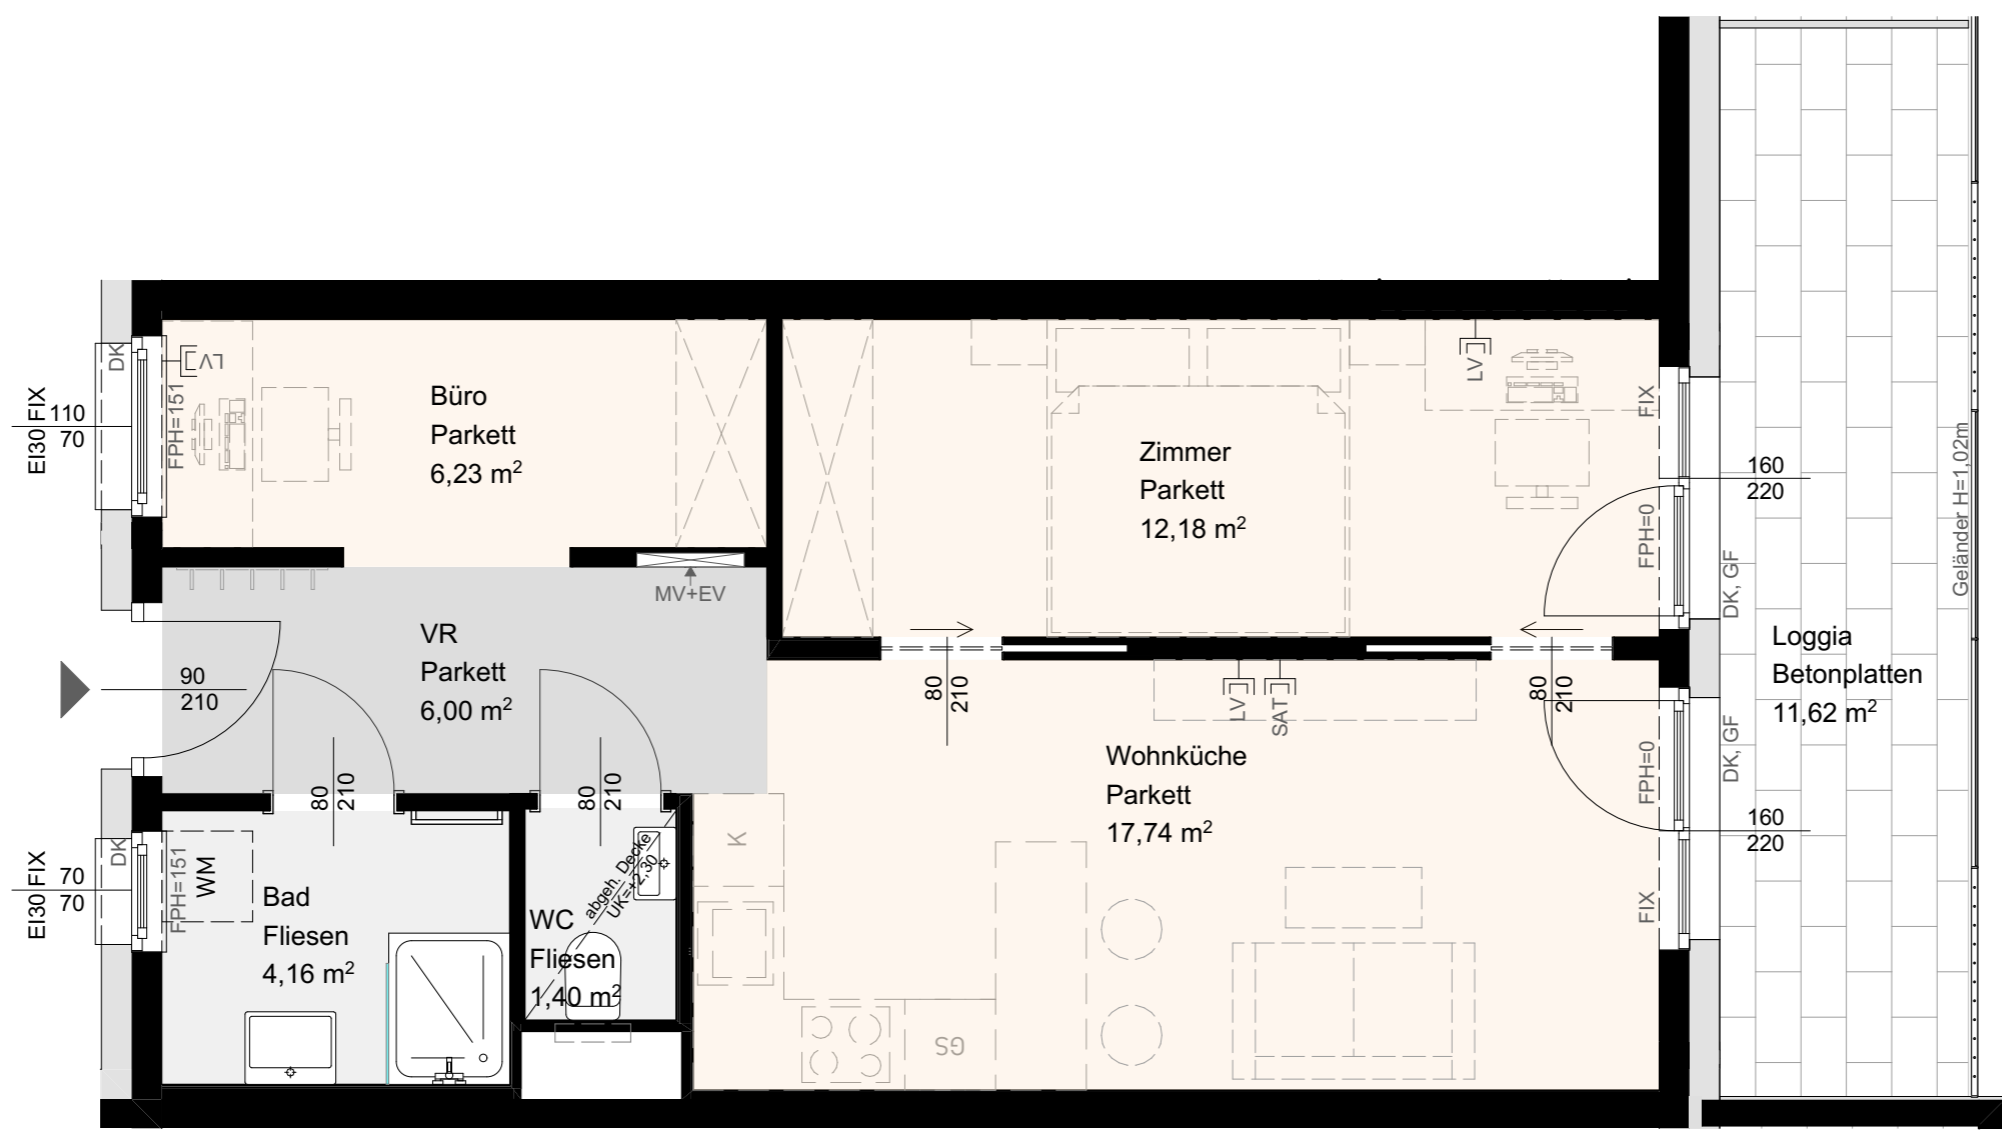 DK
LV
EI30 FIX
110
70
FPH=151
Büro
Parkett
6,23 m²
MV+EV
VR
Parkett
6,00 m²
90
210
80
210
80
210
DK
EI30 FIX
70
70
FPH=151
WM
Bad
Fliesen
4,16 m²
WC
Fliesen
1,40 m²
abgeh. Decke
UK=+2,30
Zimmer
Parkett
12,18 m²
LV
FIX
FPH=0
160
220
DK, GF
80
210
LV
SAT
80
210
Wohnküche
Parkett
17,74 m²
K
GS
FPH=0
FIX
DK, GF
160
220
Geländer H=1,02m
Loggia
Betonplatten
11,62 m²